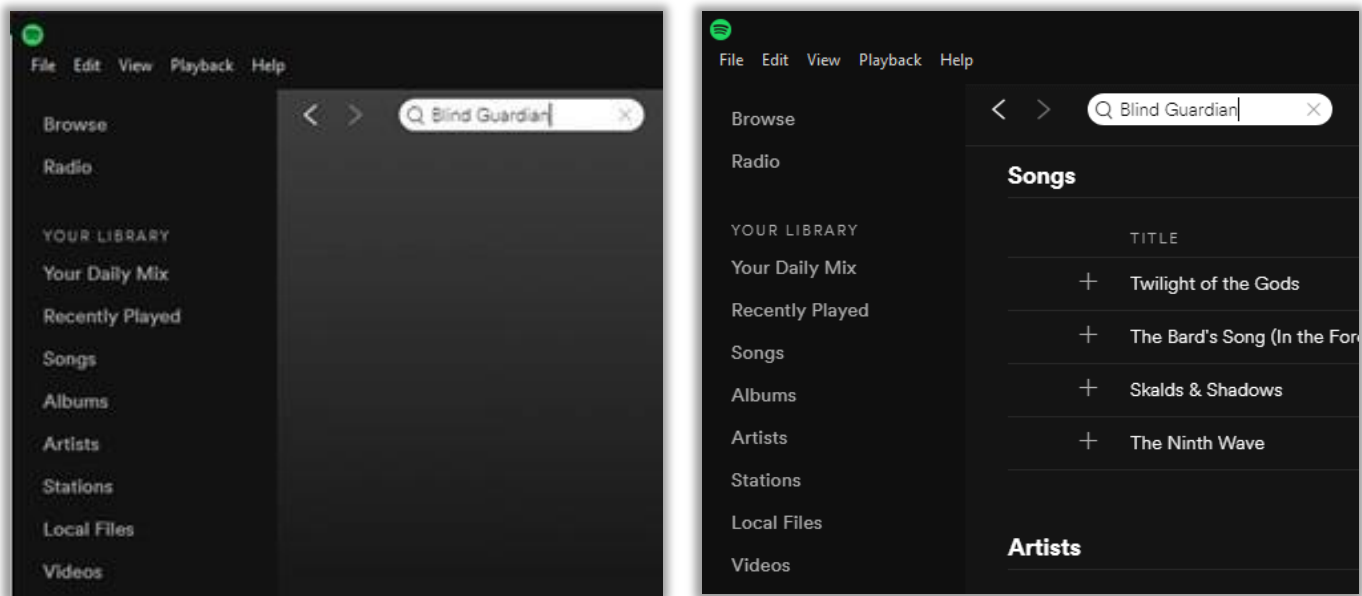 File Edit View Playback Help
Blind Guardian
Browse
Radio
YOUR LIBRARY
Your Daily Mix
Recently Played
Songs
Albums
Artists
Stations
Local Files
Videos
File Edit View Playback Help
Blind Guardian
Browse
Radio
YOUR LIBRARY
Your Daily Mix
Recently Played
Songs
Albums
Artists
Stations
Local Files
Videos
Songs
TITLE
Twilight of the Gods
The Bard's Song (In the For
Skalds & Shadows
The Ninth Wave
Artists